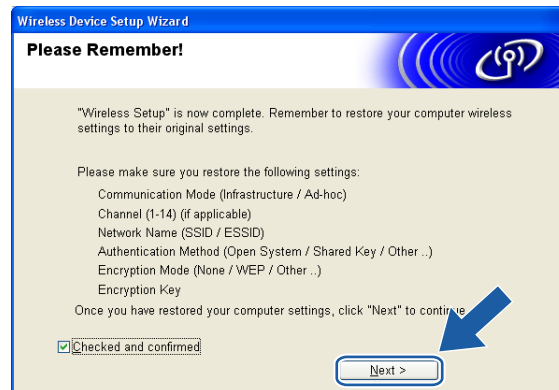 Wireless Device Setup Wizard
Please Remember!
"Wireless Setup" is now complete. Remember to restore your computer wireless
settings to their original settings.
Please make sure you restore the following settings:
Communication Mode (Infrastructure / Ad-hoc)
Channel (1-14) (if applicable)
Network Name (SSID / ESSID)
Authentication Method (Open System / Shared Key / Other ..)
Encryption Mode (None / WEP / Other ..)
Encryption Key
Once you have restored your computer settings, click "Next" to continue
Checked and confirmed
Next >